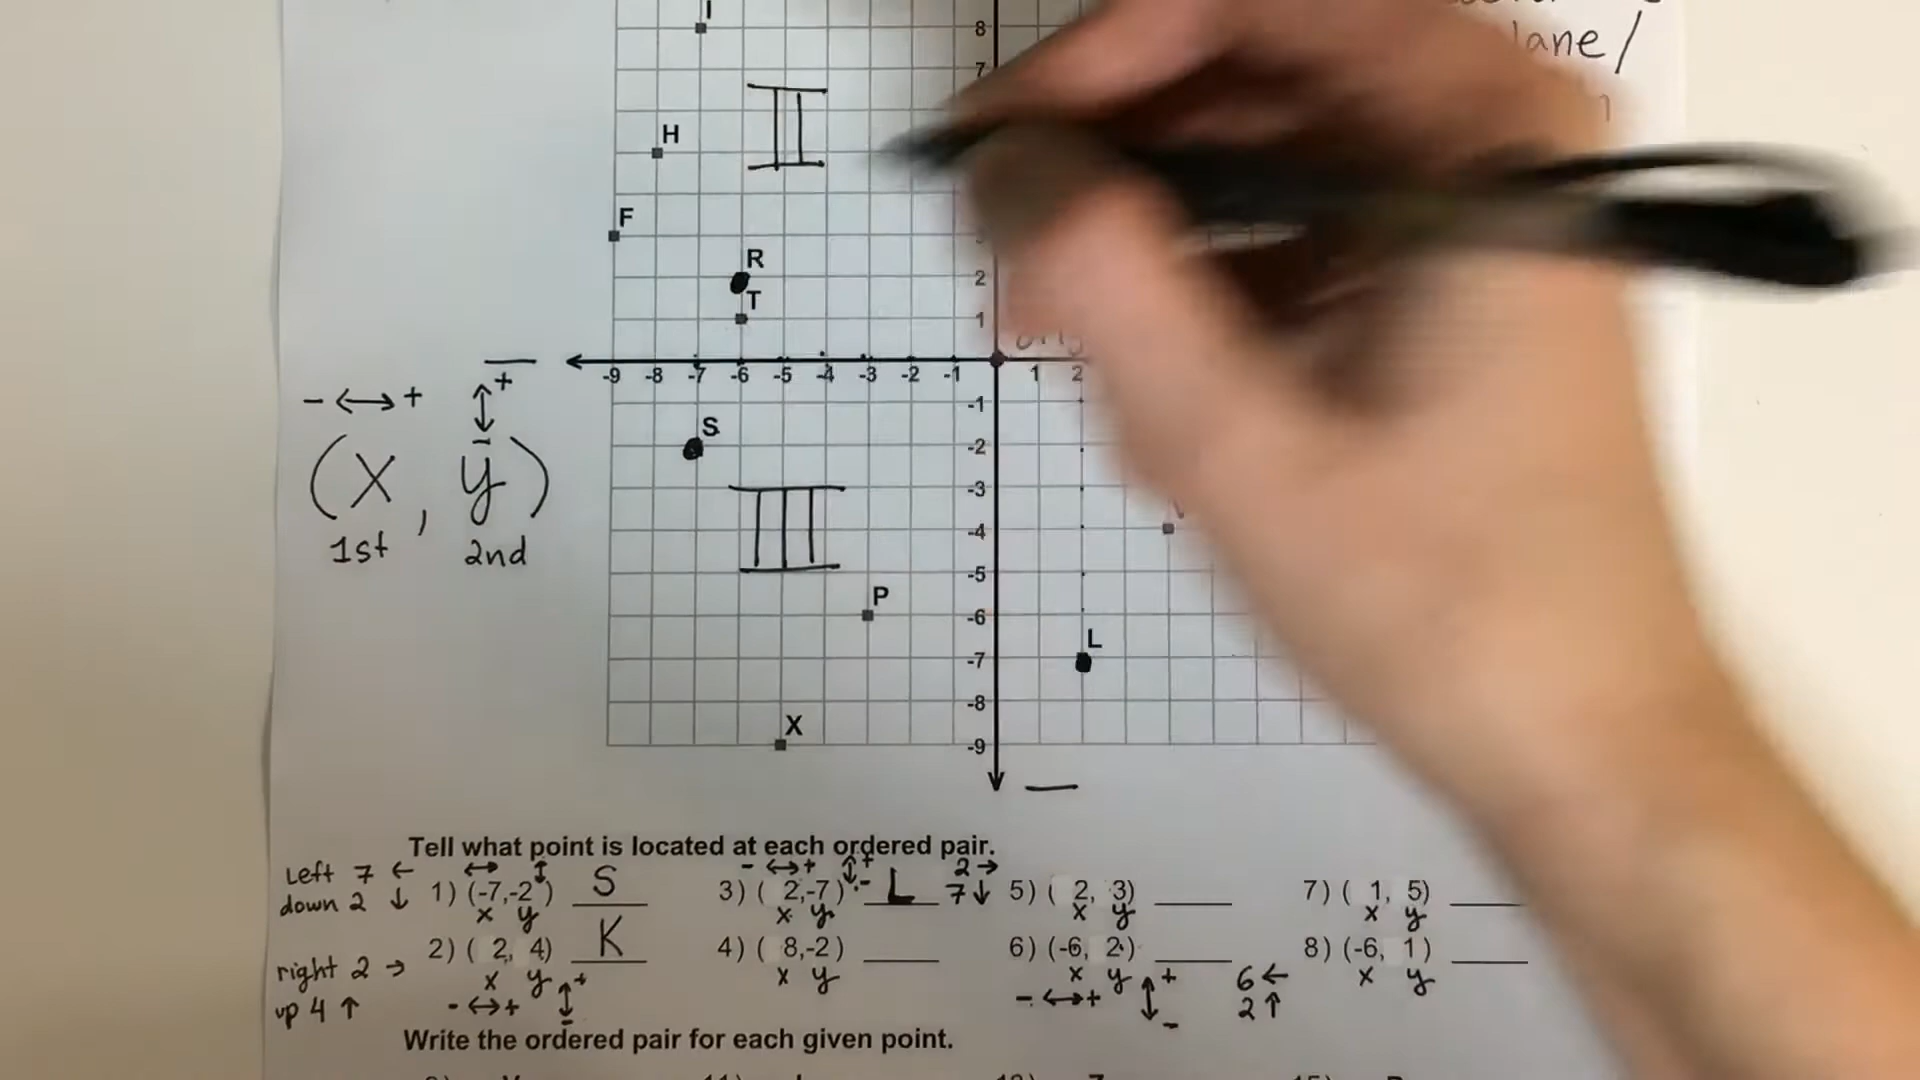 I
8
lane/
7
II
H
F
R
2
T
1
-9 -8 -7 -6 -5 -4 -3 -2 -1 1 2
- ↔ + ↕ +
-
-1
S
-2
(x, y)
-3
1st 2nd
-4
-5
III
P
-6
L
-7
-8
X
-9
Tell what point is located at each ordered pair.
Left 7 ← ↔ ↕ - ↔ + ↕ + - 2 →
down 2 ↓ 1) (-7,-2) S 3) ( 2,-7) L 7 ↓ 5) ( 2, 3) 7) ( 1, 5)
x y x y x y x y
right 2 → 2) ( 2, 4) K 4) ( 8,-2) 6) (-6, 2) 8) (-6, 1)
x y x y x y x y
up 4 ↑ - ↔ + ↕ + - - ↔ + ↕ + - 6 ←
2 ↑
Write the ordered pair for each given point.